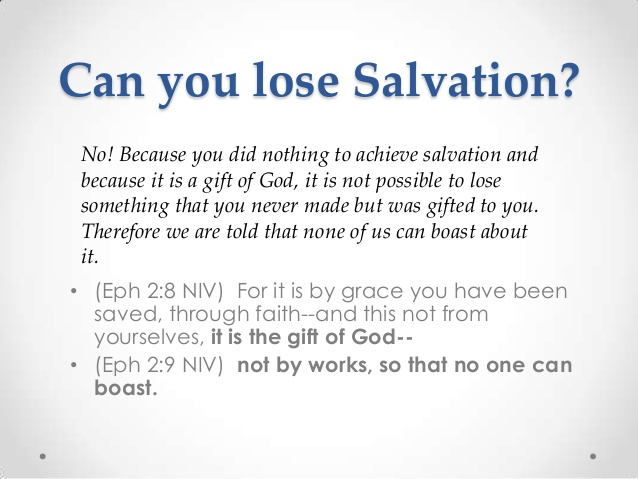 Can you lose Salvation?
No! Because you did nothing to achieve salvation and
because it is a gift of God, it is not possible to lose
something that you never made but was gifted to you.
Therefore we are told that none of us can boast about
it.
• (Eph 2:8 NIV) For it is by grace you have been
saved, through faith--and this not from
yourselves, it is the gift of God--
• (Eph 2:9 NIV) not by works, so that no one can
boast.